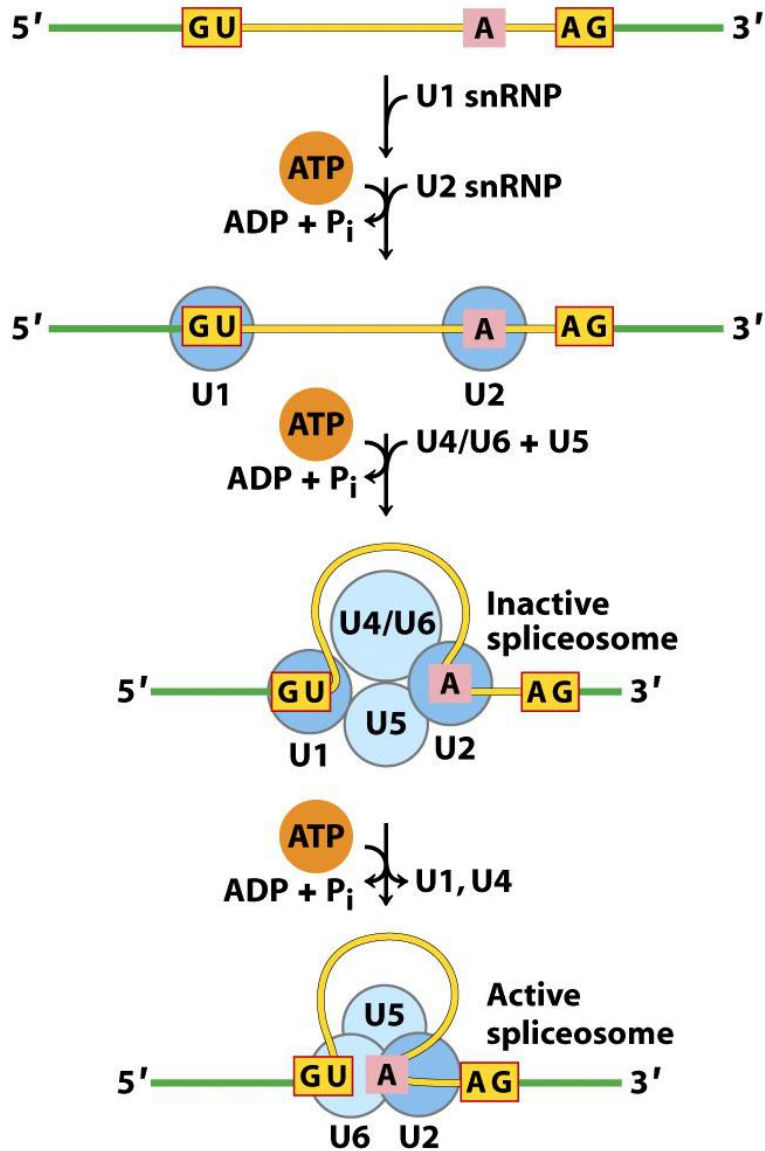 5′ GU A AG 3′
U1 snRNP
ATP
U2 snRNP
ADP + Pi
5′ GU A AG 3′
U1 U2
ATP
U4/U6 + U5
ADP + Pi
Inactive
U4/U6
spliceosome
5′ GU A AG 3′
U5
U1 U2
ATP
ADP + Pi U1, U4
Active
U5
spliceosome
5′ GU A AG 3′
U6 U2